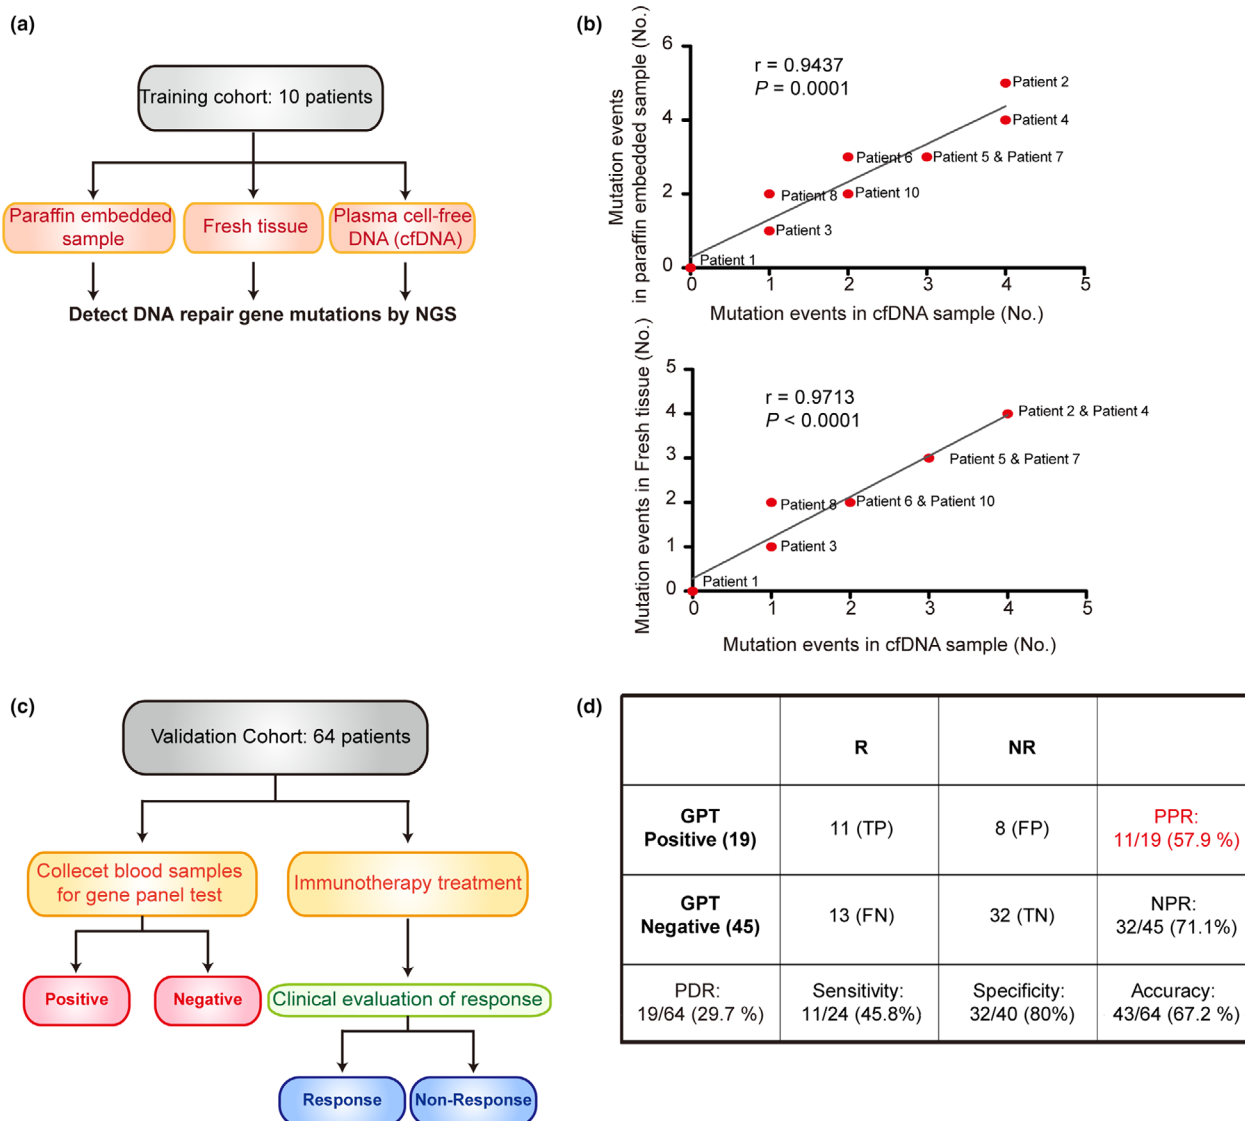 (a)
Training cohort: 10 patients
Paraffin embedded
sample
Fresh tissue
Plasma cell-free
DNA (cfDNA)
Detect DNA repair gene mutations by NGS
(b)
Mutation events
in paraffin embedded sample (No.)
6
4
2
0
r = 0.9437
P = 0.0001
Patient 2
Patient 4
Patient 6
Patient 5 & Patient 7
Patient 8
Patient 10
Patient 3
Patient 1
0
1
2
3
4
5
Mutation events in cfDNA sample (No.)
Mutation events in Fresh tissue (No.)
5
4
3
2
1
0
r = 0.9713
P < 0.0001
Patient 2 & Patient 4
Patient 5 & Patient 7
Patient 8
Patient 6 & Patient 10
Patient 3
Patient 1
0
1
2
3
4
5
Mutation events in cfDNA sample (No.)
(c)
Validation Cohort: 64 patients
Collecet blood samples
for gene panel test
Immunotherapy treatment
Positive
Negative
Clinical evaluation of response
Response
Non-Response
(d)
R
NR
GPT
Positive (19)
11 (TP)
8 (FP)
PPR:
11/19 (57.9 %)
GPT
Negative (45)
13 (FN)
32 (TN)
NPR:
32/45 (71.1%)
PDR:
19/64 (29.7 %)
Sensitivity:
11/24 (45.8%)
Specificity:
32/40 (80%)
Accuracy:
43/64 (67.2 %)